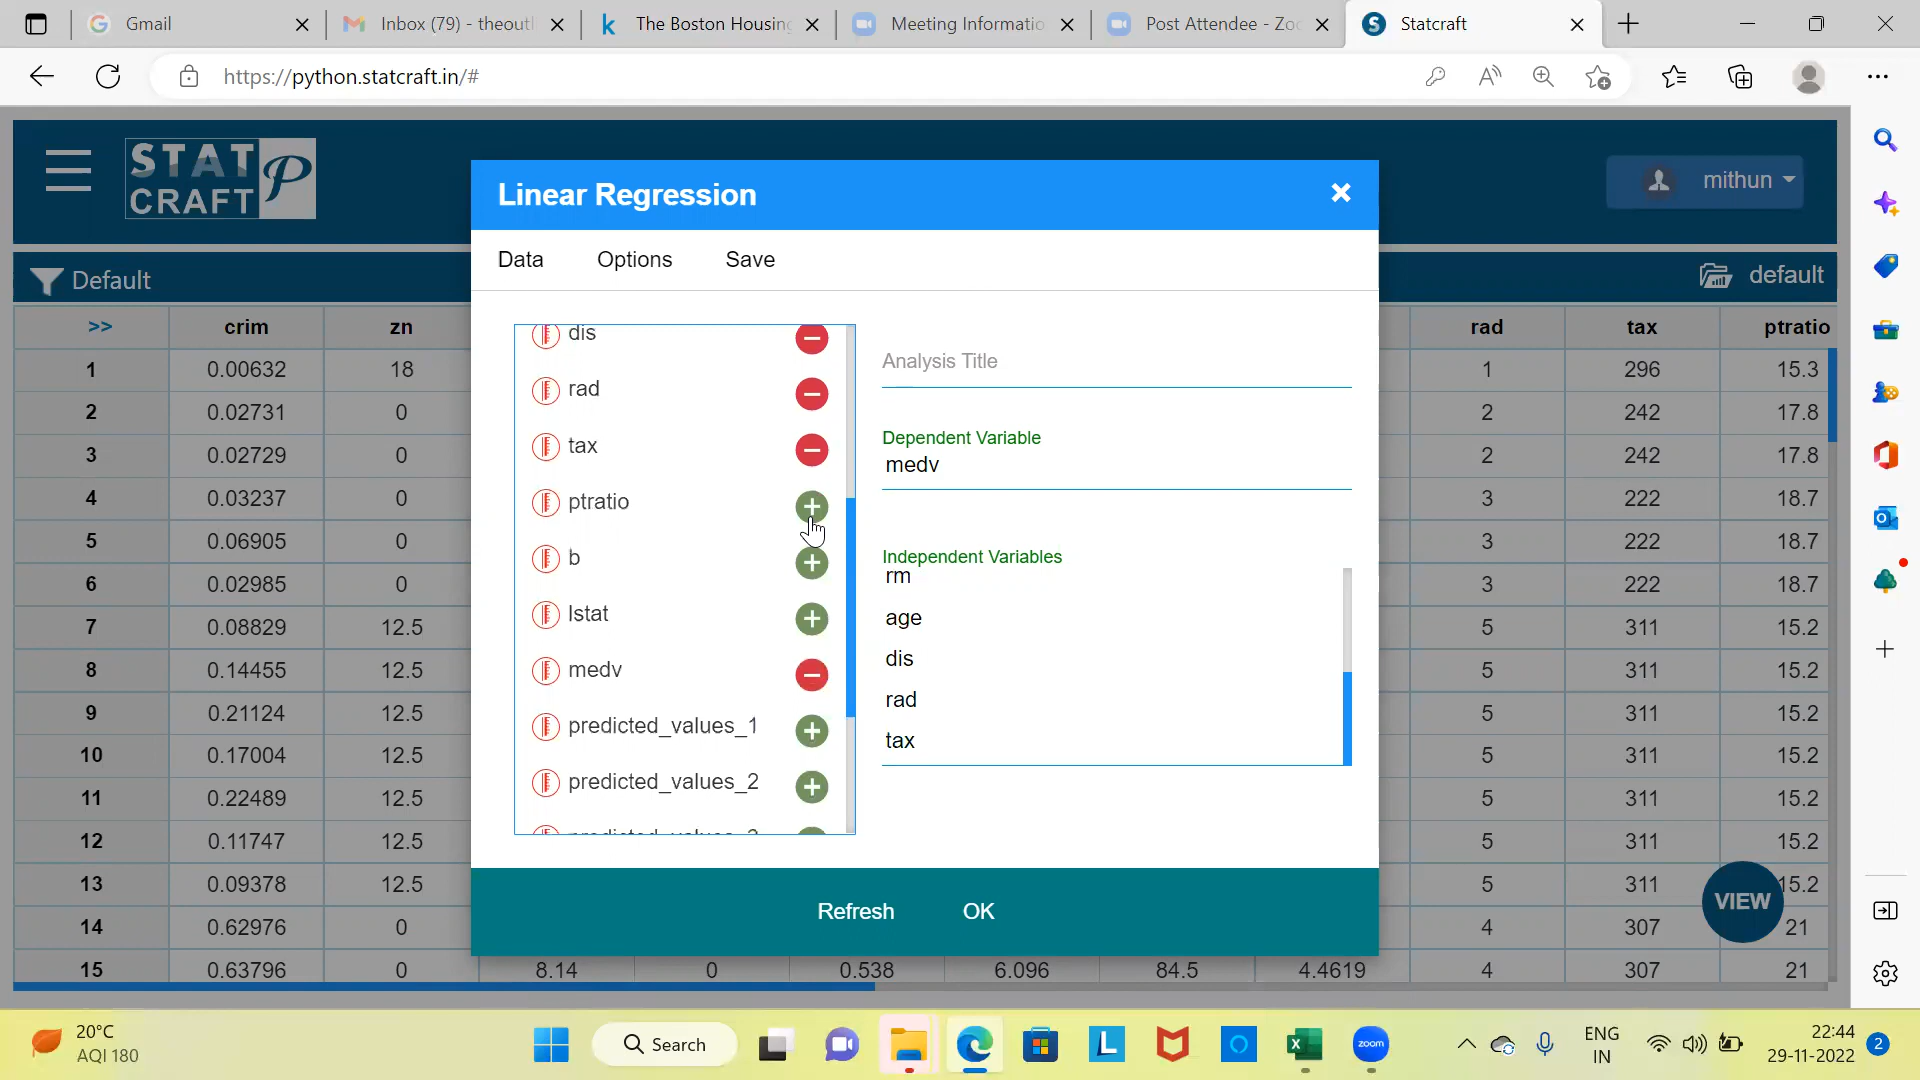 Gmail
Inbox (79) - theoutl
The Boston Housing
Meeting Informatio
Post Attendee - Zoo
Statcraft
https://python.statcraft.in/#
STAT
CRAFT
P
mithun
Linear Regression
Data Options Save
Default
default
>> crim zn rad tax ptratio
1 0.00632 18 1 296 15.3
2 0.02731 0 2 242 17.8
3 0.02729 0 2 242 17.8
4 0.03237 0 3 222 18.7
5 0.06905 0 3 222 18.7
6 0.02985 0 3 222 18.7
7 0.08829 12.5 5 311 15.2
8 0.14455 12.5 5 311 15.2
9 0.21124 12.5 5 311 15.2
10 0.17004 12.5 5 311 15.2
11 0.22489 12.5 5 311 15.2
12 0.11747 12.5 5 311 15.2
13 0.09378 12.5 5 311 15.2
14 0.62976 0 4 307 21
15 0.63796 0 8.14 0 0.538 6.096 84.5 4.4619 4 307 21
dis
rad
tax
ptratio
b
lstat
medv
predicted_values_1
predicted_values_2
Analysis Title
Dependent Variable
medv
Independent Variables
rm
age
dis
rad
tax
Refresh OK
VIEW
20°C
AQI 180
Search
zoom
ENG
IN
22:44
29-11-2022
2